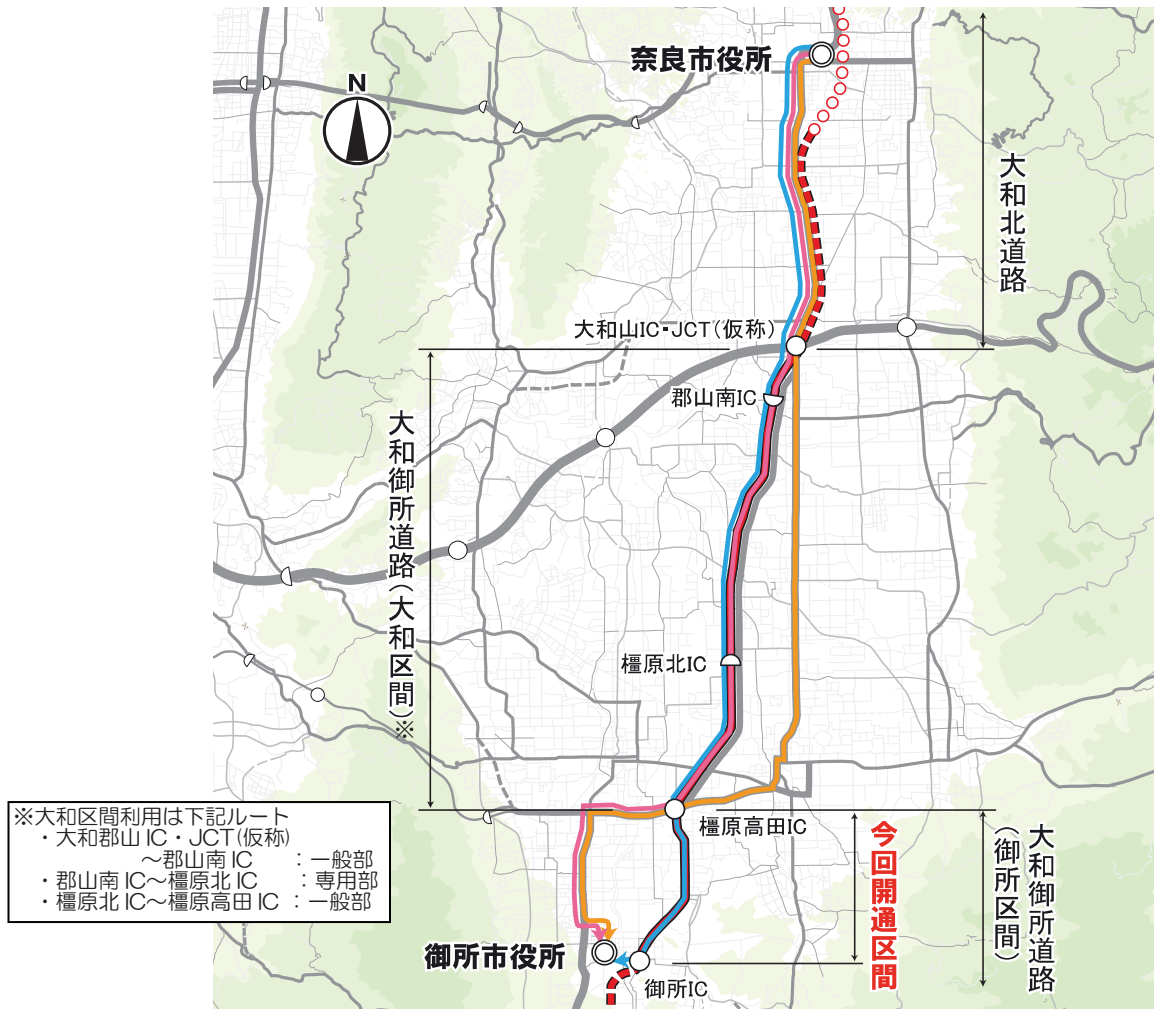 奈良市役所
N
大和北道路
大和山IC・JCT(仮称)
郡山南IC
大和御所道路(大和区間)※
橿原北IC
※大和区間利用は下記ルート
・大和郡山IC・JCT(仮称)
～郡山南IC :一般部
・郡山南IC～橿原北IC :専用部
・橿原北IC～橿原高田IC :一般部
橿原高田IC
今回開通区間
大和御所道路
(御所区間)
御所市役所
御所IC